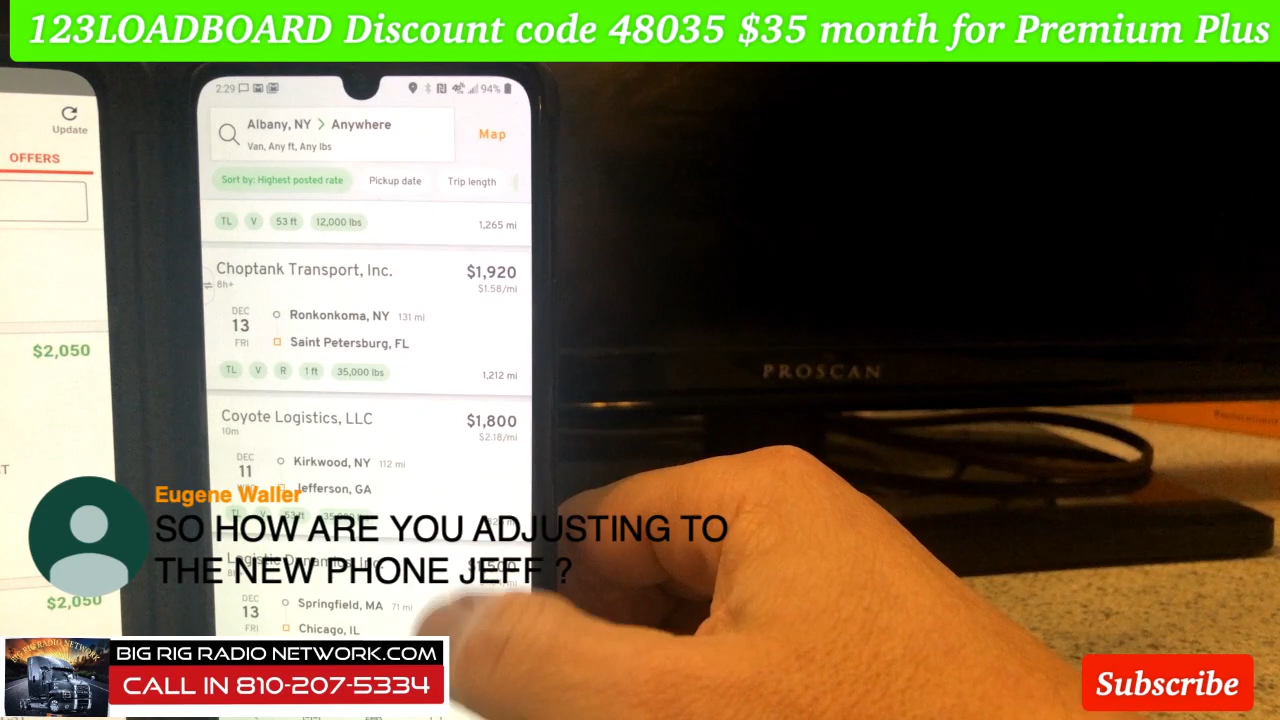 123LOADBOARD Discount code 48035 $35 month for Premium Plus
Update
OFFERS
$2,050
$2,050
2:29
94%
Albany, NY > Anywhere
Van, Any ft, Any lbs
Map
Sort by: Highest posted rate
Pickup date
Trip length
TL V 53 ft 12,000 lbs 1,265 mi
Choptank Transport, Inc. $1,920
8h+ $1.58/mi
DEC
13
FRI
Ronkonkoma, NY 131 mi
Saint Petersburg, FL
TL V R 1 ft 35,000 lbs 1,212 mi
Coyote Logistics, LLC $1,800
10m $2.18/mi
DEC
11
Kirkwood, NY 112 mi
Jefferson, GA
Eugene Waller
SO HOW ARE YOU ADJUSTING TO
THE NEW PHONE JEFF ?
DEC
13
FRI
Springfield, MA 71 mi
Chicago, IL
PROSCAN
BIG RIG RADIO NETWORK
BIG RIG RADIO NETWORK.COM
CALL IN 810-207-5334
Subscribe